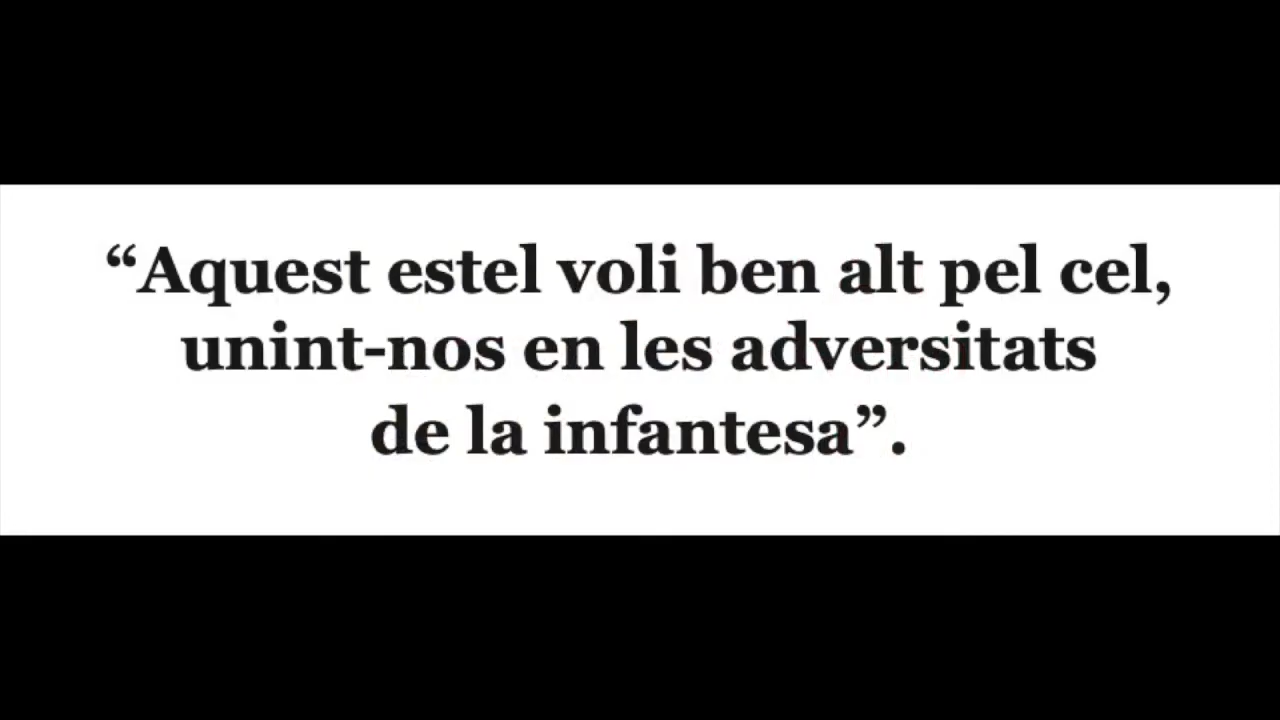 “Aquest estel voli ben alt pel cel,
unint-nos en les adversitats
de la infantesa”.